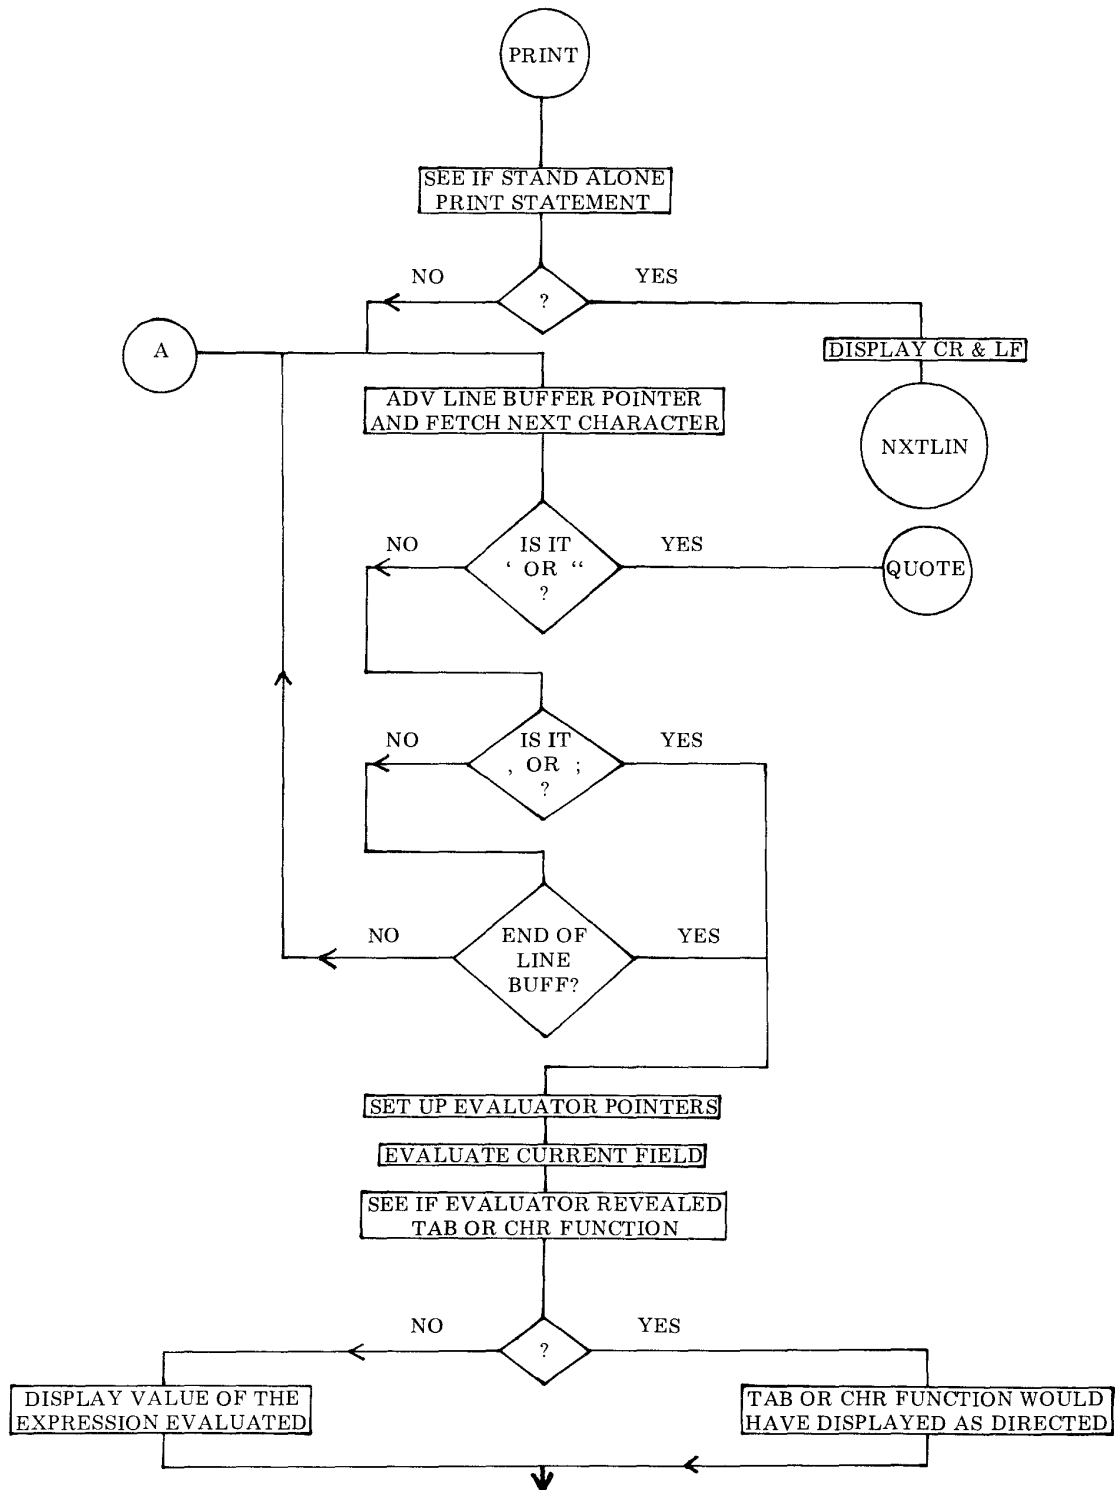 PRINT
SEE IF STAND ALONE
PRINT STATEMENT
NO
YES
?
A
DISPLAY CR & LF
ADV LINE BUFFER POINTER
AND FETCH NEXT CHARACTER
NXTLIN
NO
IS IT
‘ OR “
?
YES
QUOTE
NO
IS IT
, OR ;
?
YES
NO
END OF
LINE
BUFF?
YES
SET UP EVALUATOR POINTERS
EVALUATE CURRENT FIELD
SEE IF EVALUATOR REVEALED
TAB OR CHR FUNCTION
NO
YES
?
DISPLAY VALUE OF THE
EXPRESSION EVALUATED
TAB OR CHR FUNCTION WOULD
HAVE DISPLAYED AS DIRECTED